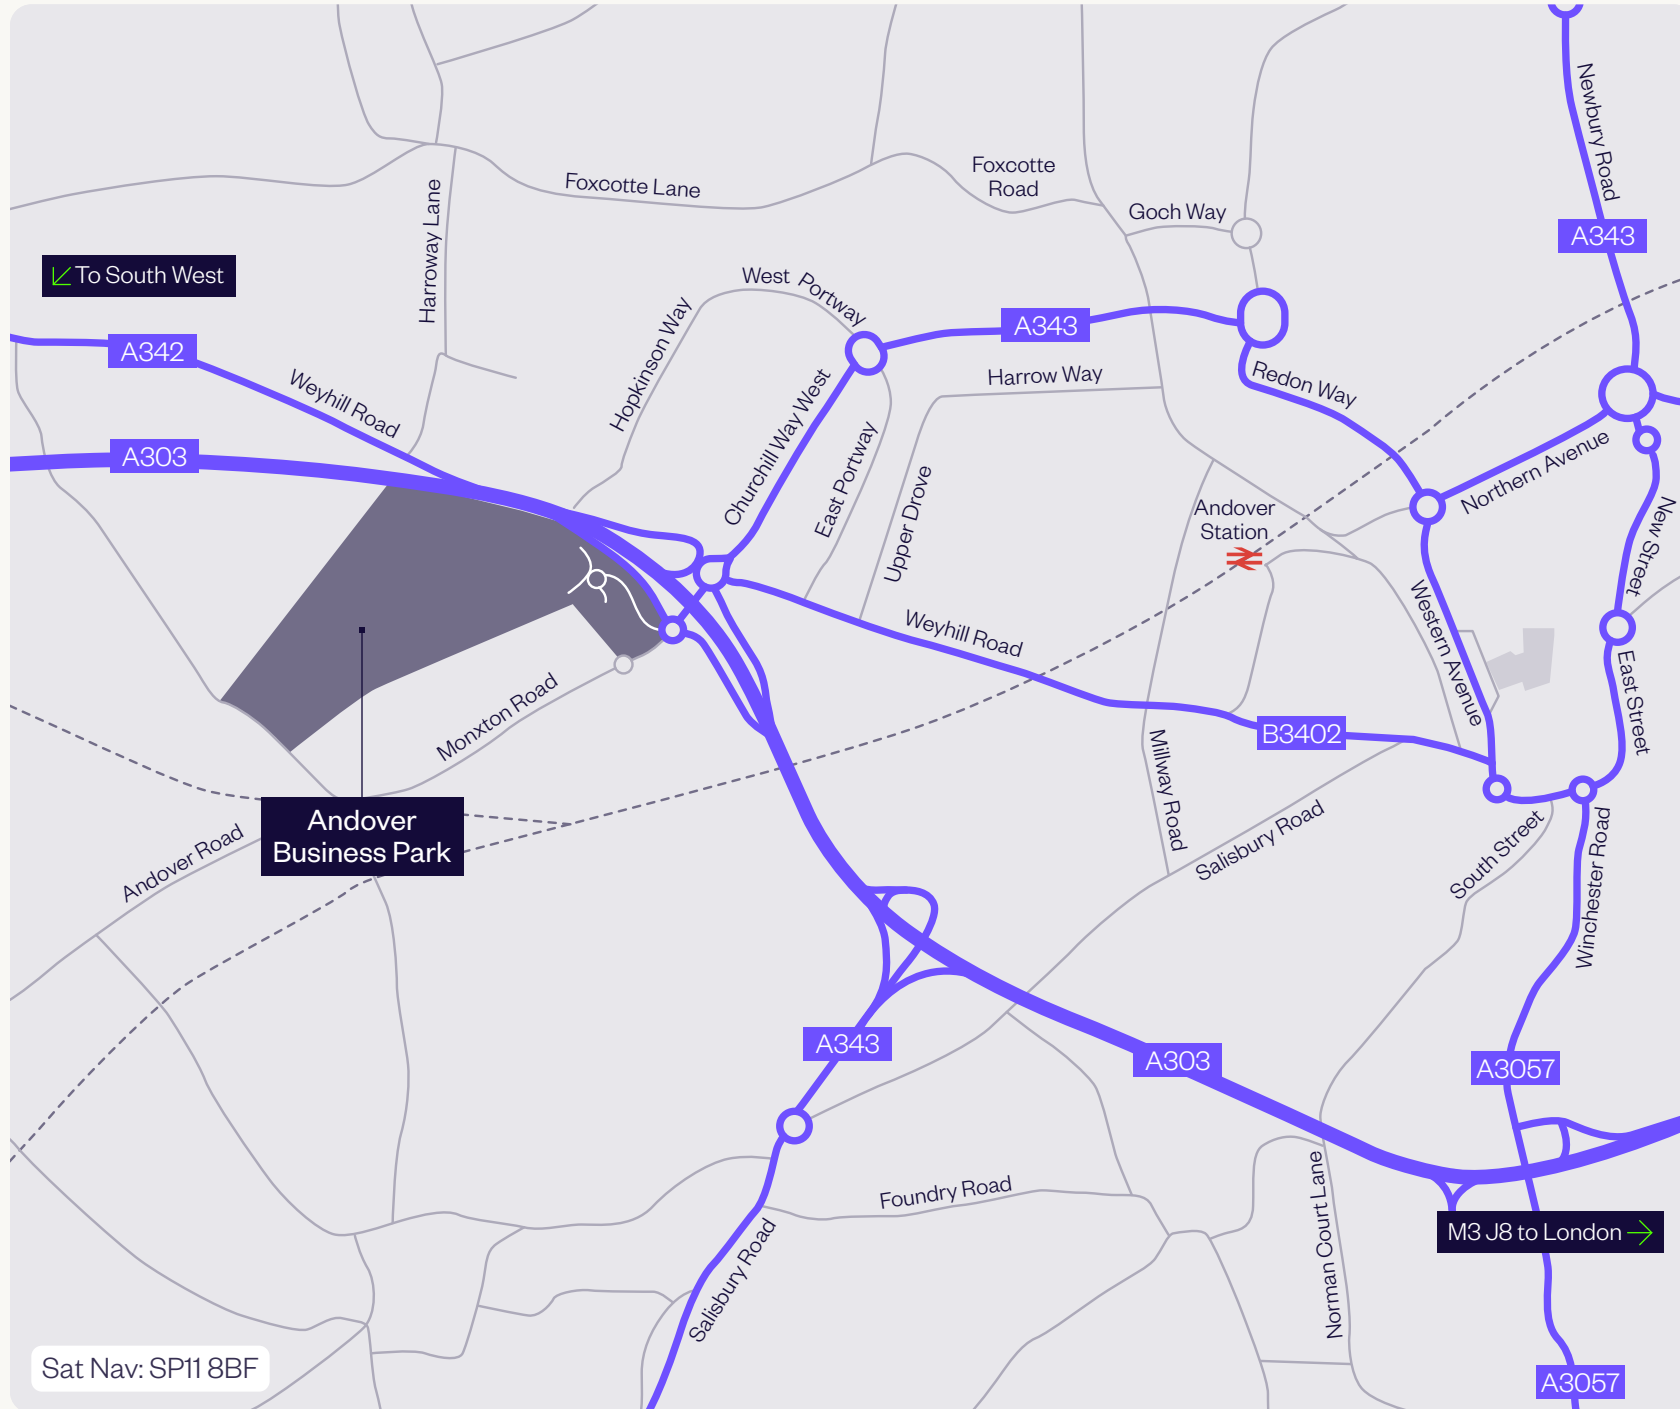 Newbury Road
A343
Foxcotte
Road
Foxcotte Lane
Goch Way
Harroway Lane
To South West
West Portway
A343
A342
Hopkinson Way
Weyhill Road
Harrow Way
Redon Way
Churchill Way West
A303
East Portway
Upper Drove
Northern Avenue
Andover
Station
New Street
Weyhill Road
Western Avenue
East Street
Monxton Road
B3402
Millway Road
Andover
Business Park
Andover Road
Salisbury Road
South Street
Winchester Road
A343
A303
A3057
Foundry Road
Norman Court Lane
M3 J8 to London
Salisbury Road
Sat Nav: SP11 8BF
A3057